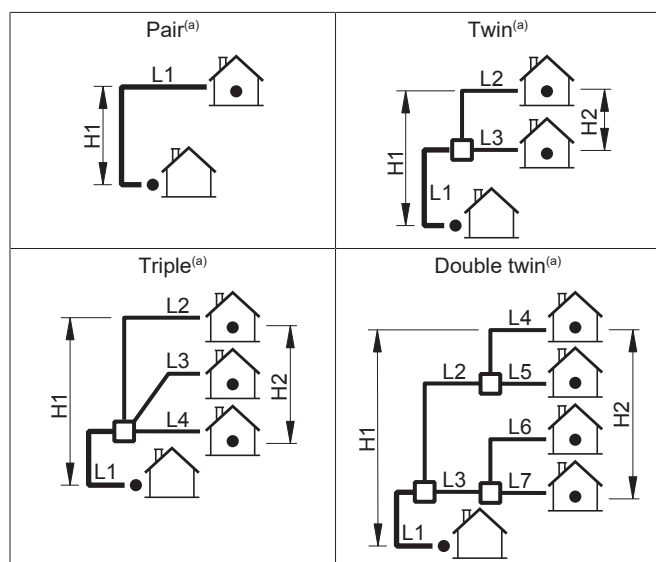 Pair(a)
L1
H1
Twin(a)
L2
H2
L3
H1
L1
Triple(a)
L2
L3
H1
H2
L4
L1
Double twin(a)
L4
L2
L5
H1
H2
L6
L3
L7
L1